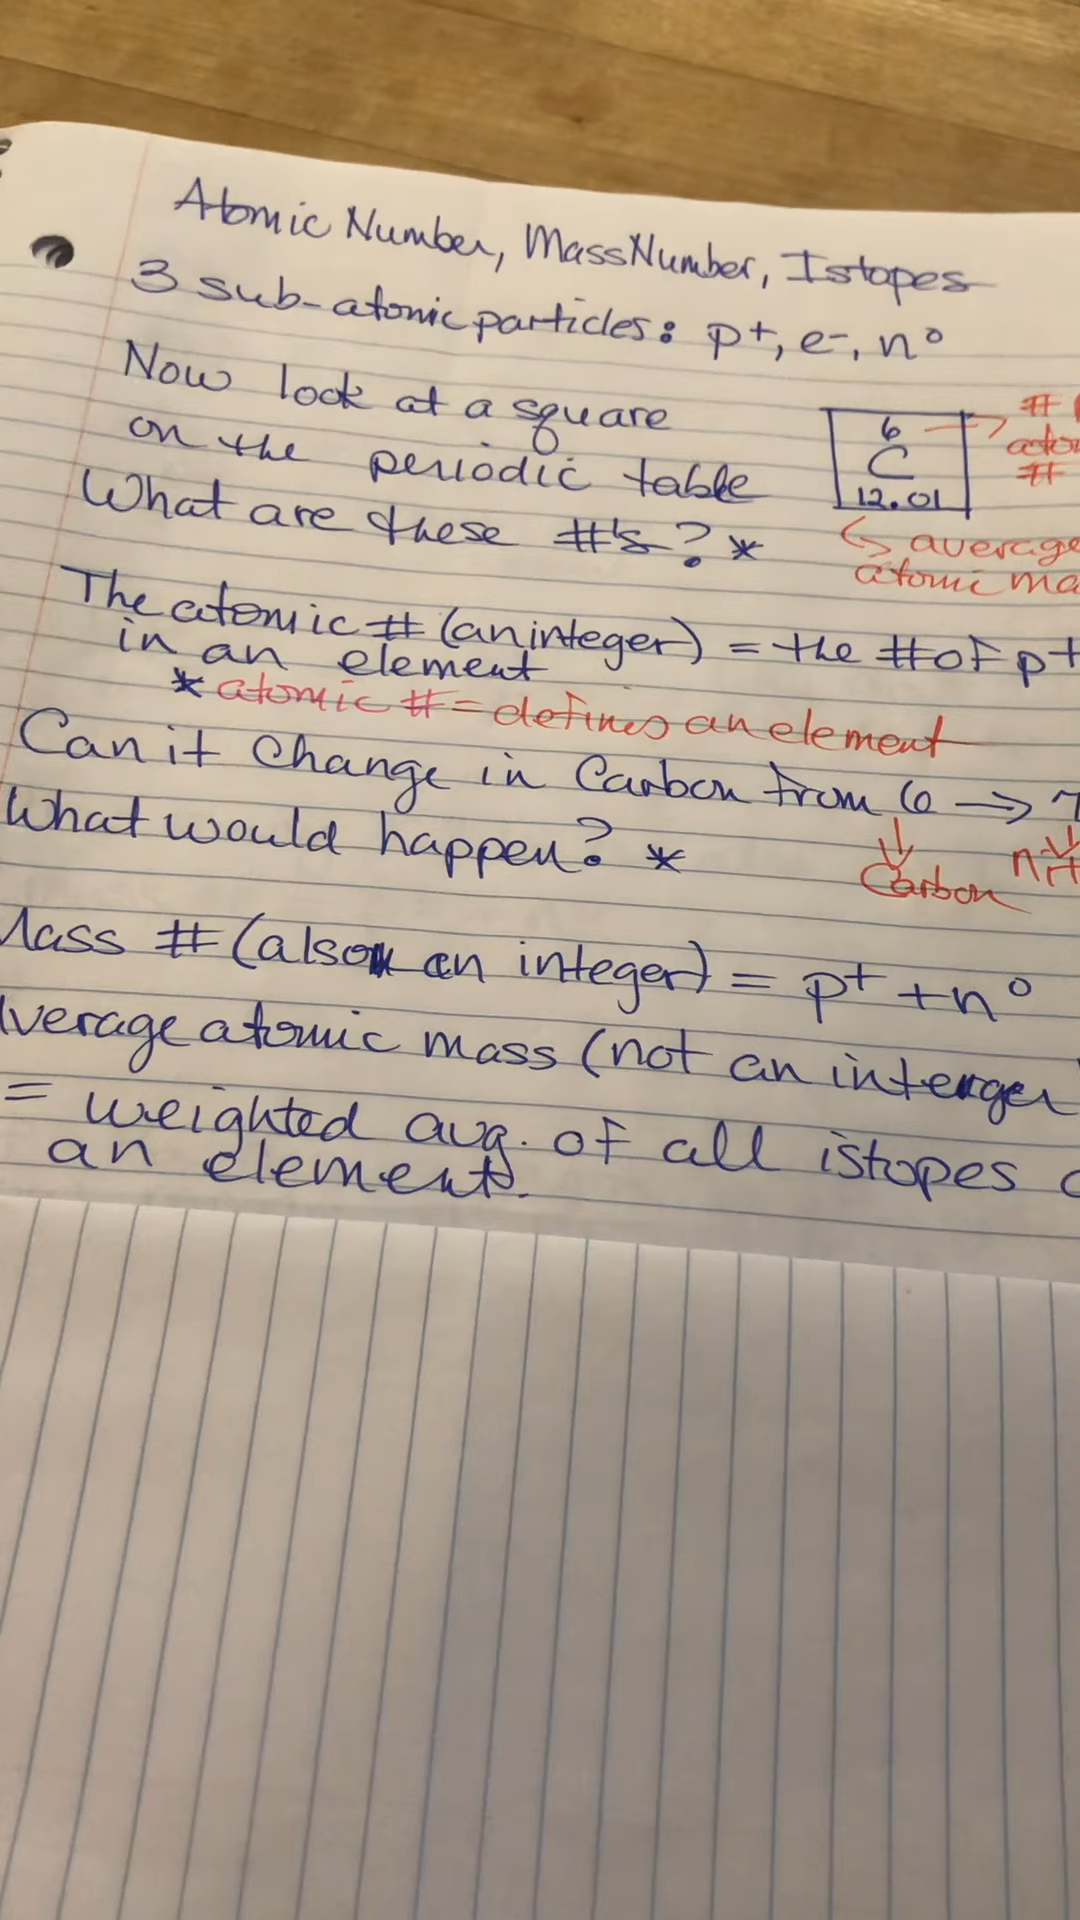 Atomic Number, Mass Number, Istopes
3 sub-atomic particles: p+, e-, n°
Now look at a square
on the periodic table
6
C
12.01
#
#
average
What are these #'s? *
The atomic # (an integer) = the # of p+
in an element
* atomic # = defines an element
Can it change in Carbon from 6 → 7
Carbon
What would happen? *
Mass # (also an integer) = p+ + n°
Average atomic mass (not an interger
= weighted avg. of all istopes
an element.